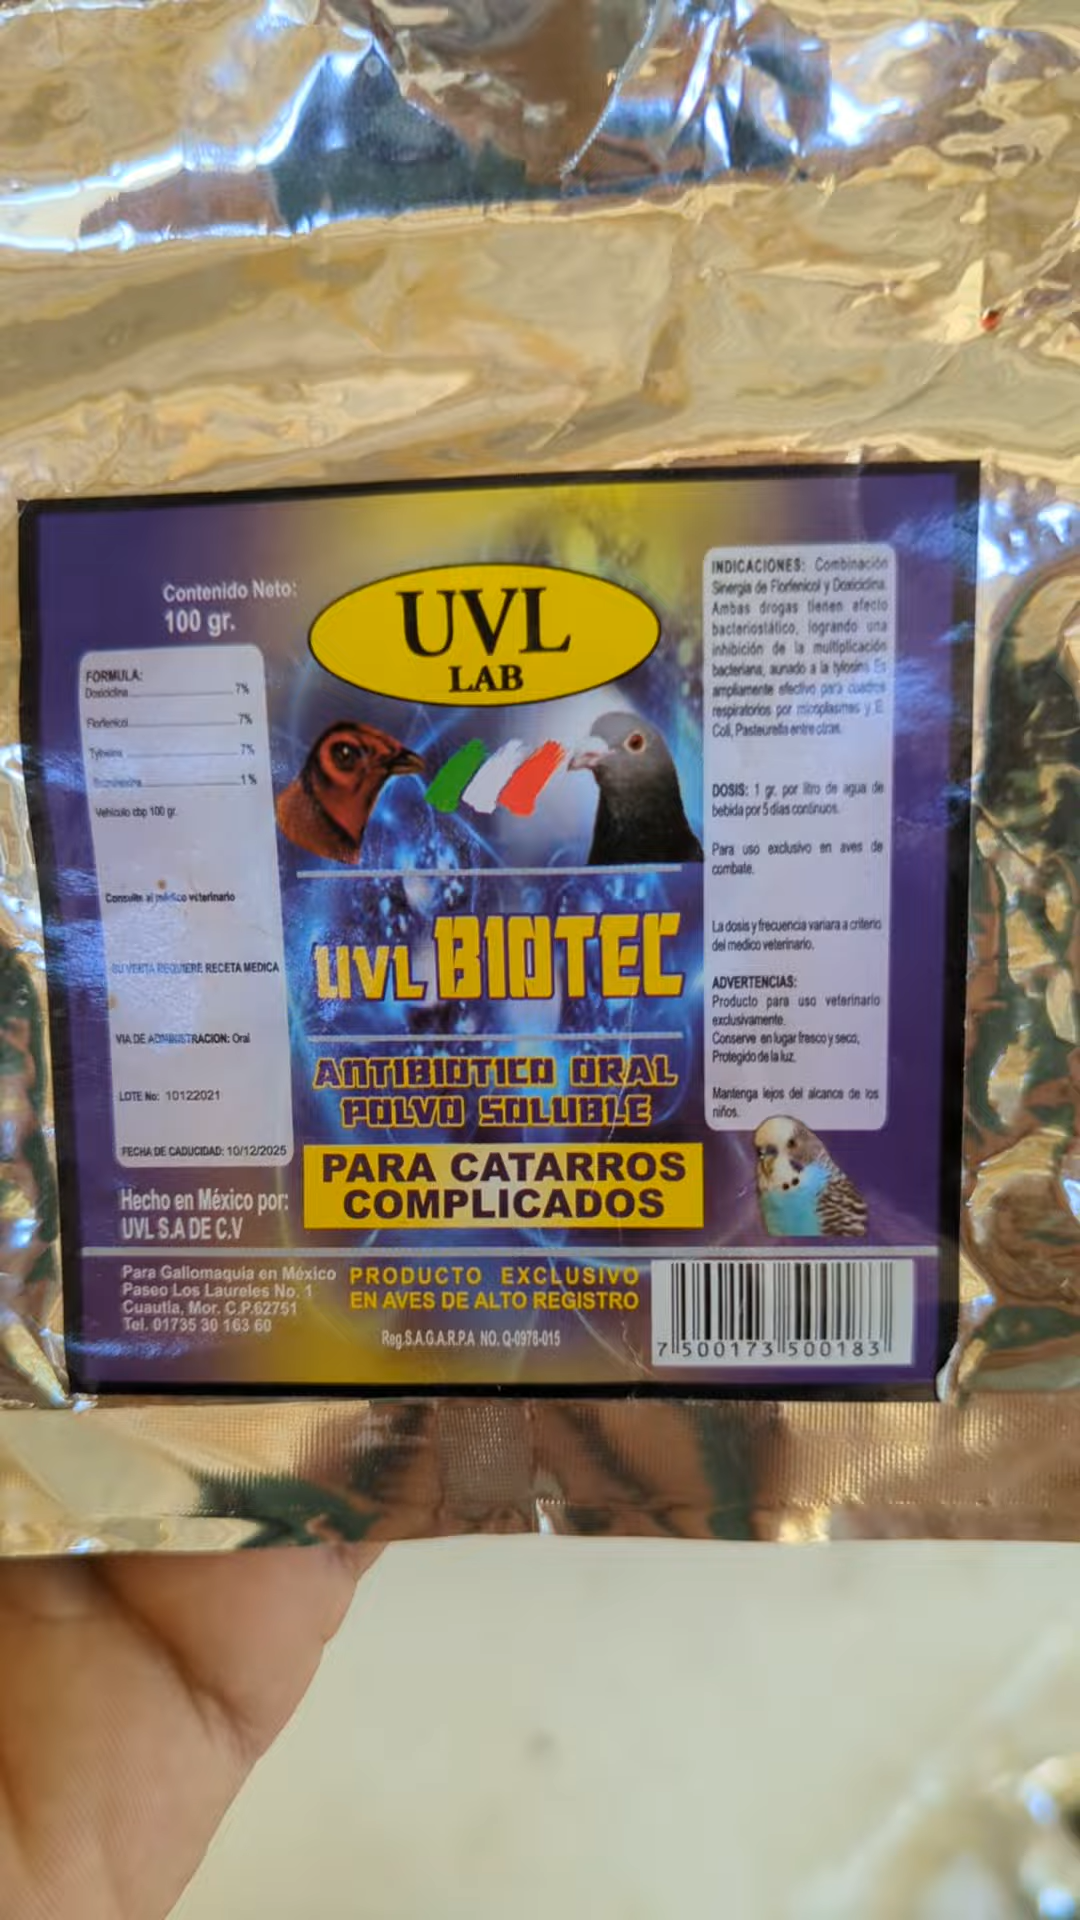 Contenido Neto:
100 gr.
FORMULA:
Doxiciclina 7%
Florfenicol 7%
Tylosina 7%
Bromhexina 1 %
Vehiculo cbp 100 gr.
Consulte al médico veterinario
SU VENTA REQUIERE RECETA MEDICA
VIA DE ADMINISTRACION: Oral
LOTE No: 10122021
FECHA DE CADUCIDAD: 10/12/2025
Hecho en México por:
UVL S.A DE C.V
UVL
LAB
UVL BIOTEC
ANTIBIOTICO ORAL
POLVO SOLUBLE
PARA CATARROS
COMPLICADOS
INDICACIONES: Combinación
Sinergia de Florfenicol y Doxiciclina.
Ambas drogas tienen efecto
bacteriostático, logrando una
inhibición de la multiplicación
bacteriana, aunado a la tylosina Es
ampliamente efectivo para cuadros
respiratorios por micoplasmas y E.
Coli, Pasteurella entre otras.
DOSIS: 1 gr. por litro de agua de
bebida por 5 dias continuos.
Para uso exclusivo en aves de
combate.
La dosis y frecuencia variara a criterio
del medico veterinario.
ADVERTENCIAS:
Producto para uso veterinario
exclusivamente.
Conserve en lugar fresco y seco,
Protegido de la luz.
Mantenga lejos del alcance de los
niños.
Para Gallomaquia en México
Paseo Los Laureles No. 1
Cuautla, Mor. C.P.62751
Tel. 01735 30 163 60
PRODUCTO EXCLUSIVO
EN AVES DE ALTO REGISTRO
Reg.S.A.G.A.R.P.A NO. Q-0978-015
7 500173 500183